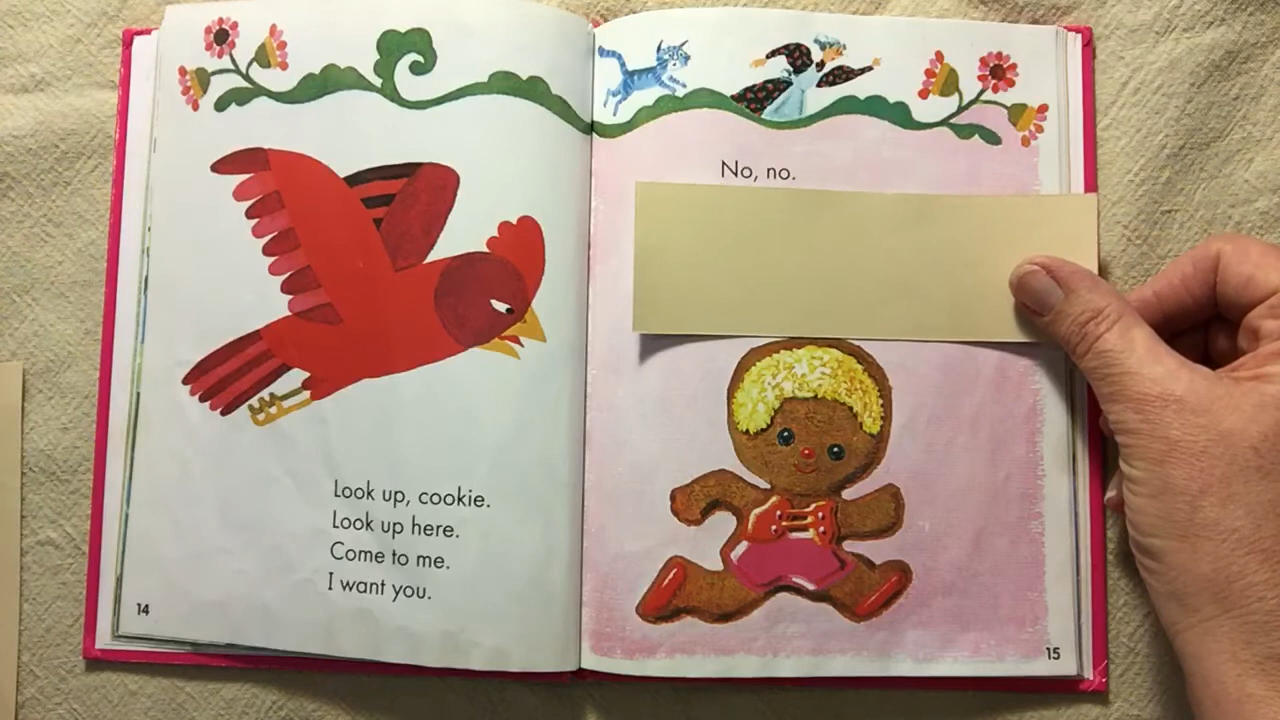 Look up, cookie.
Look up here.
Come to me.
I want you.
14
No, no.
15